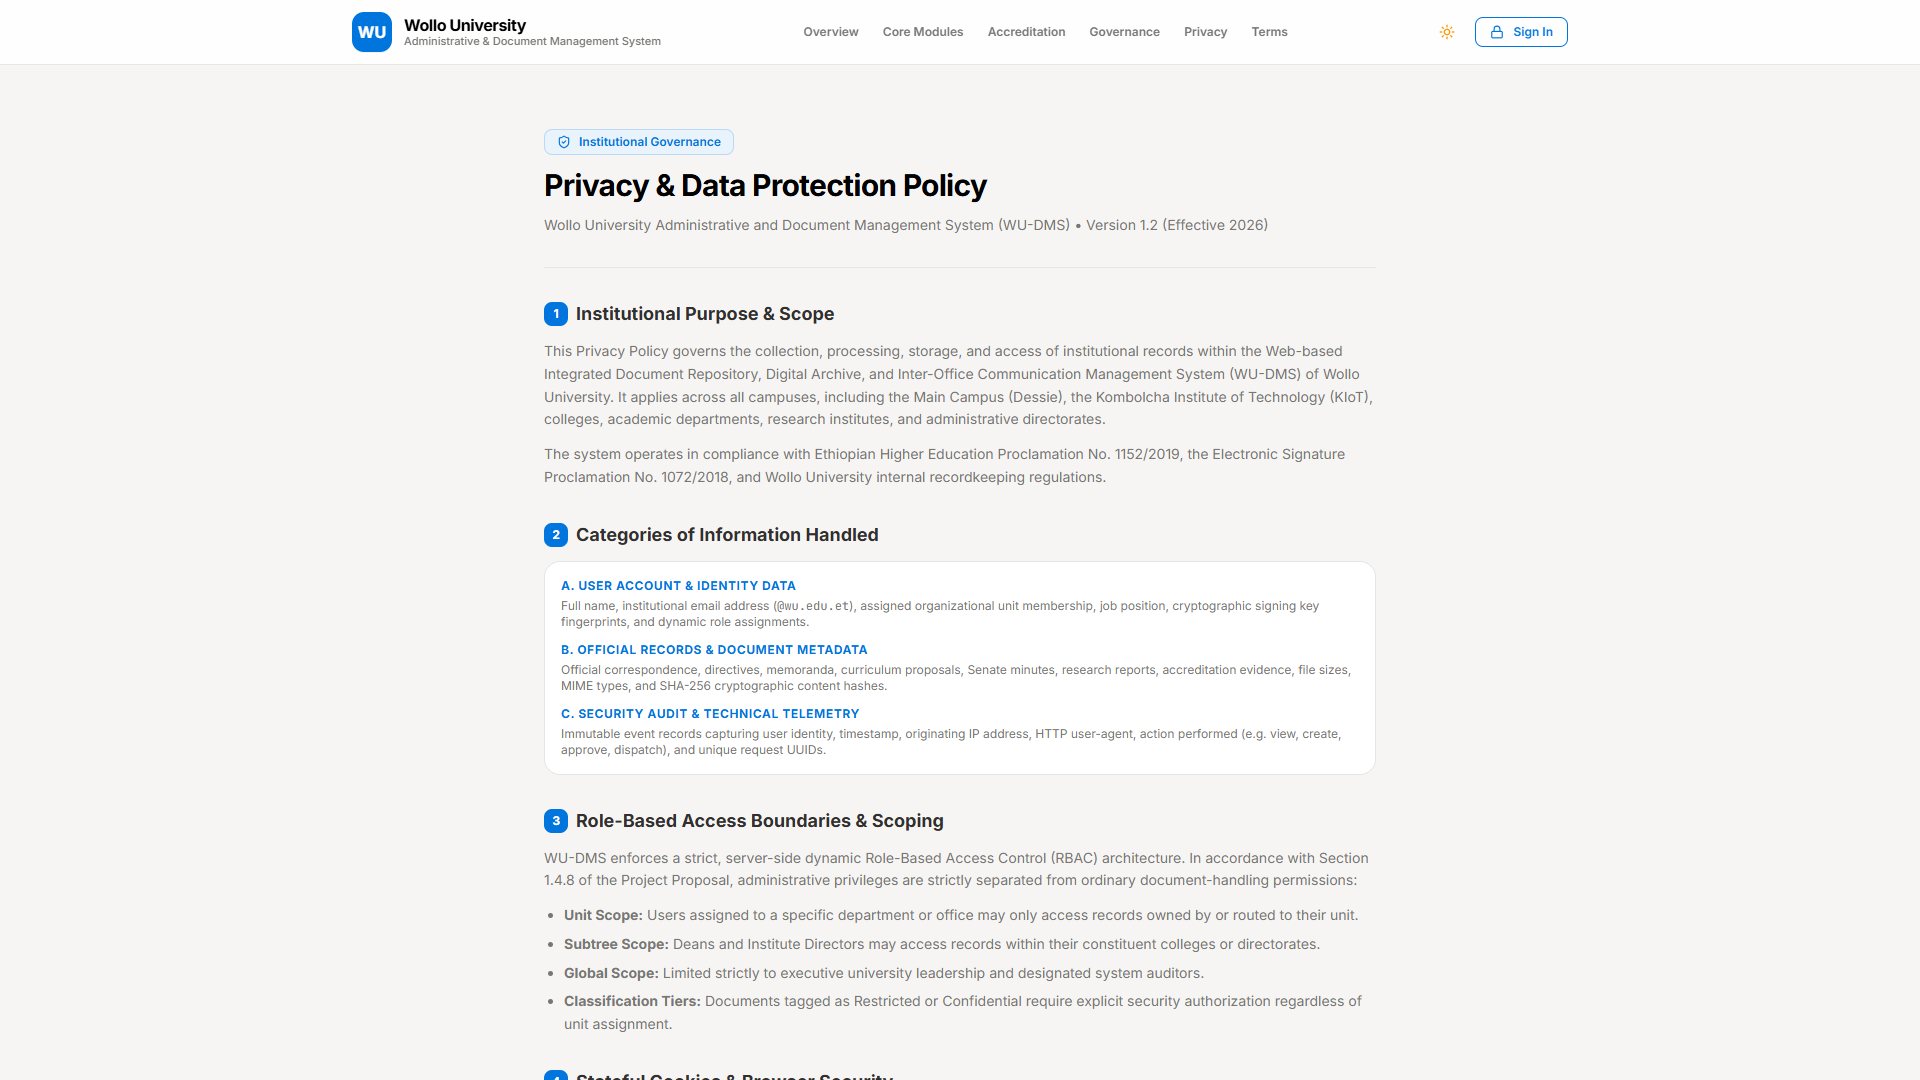 WU
Wollo University
Administrative & Document Management System
Overview
Core Modules
Accreditation
Governance
Privacy
Terms
Sign In
Institutional Governance
Privacy & Data Protection Policy
Wollo University Administrative and Document Management System (WU-DMS) • Version 1.2 (Effective 2026)
1 Institutional Purpose & Scope
This Privacy Policy governs the collection, processing, storage, and access of institutional records within the Web-based
Integrated Document Repository, Digital Archive, and Inter-Office Communication Management System (WU-DMS) of Wollo
University. It applies across all campuses, including the Main Campus (Dessie), the Kombolcha Institute of Technology (KIoT),
colleges, academic departments, research institutes, and administrative directorates.
The system operates in compliance with Ethiopian Higher Education Proclamation No. 1152/2019, the Electronic Signature
Proclamation No. 1072/2018, and Wollo University internal recordkeeping regulations.
2 Categories of Information Handled
A. USER ACCOUNT & IDENTITY DATA
Full name, institutional email address (@wu.edu.et), assigned organizational unit membership, job position, cryptographic signing key
fingerprints, and dynamic role assignments.
B. OFFICIAL RECORDS & DOCUMENT METADATA
Official correspondence, directives, memoranda, curriculum proposals, Senate minutes, research reports, accreditation evidence, file sizes,
MIME types, and SHA-256 cryptographic content hashes.
C. SECURITY AUDIT & TECHNICAL TELEMETRY
Immutable event records capturing user identity, timestamp, originating IP address, HTTP user-agent, action performed (e.g. view, create,
approve, dispatch), and unique request UUIDs.
3 Role-Based Access Boundaries & Scoping
WU-DMS enforces a strict, server-side dynamic Role-Based Access Control (RBAC) architecture. In accordance with Section
1.4.8 of the Project Proposal, administrative privileges are strictly separated from ordinary document-handling permissions:
• Unit Scope: Users assigned to a specific department or office may only access records owned by or routed to their unit.
• Subtree Scope: Deans and Institute Directors may access records within their constituent colleges or directorates.
• Global Scope: Limited strictly to executive university leadership and designated system auditors.
• Classification Tiers: Documents tagged as Restricted or Confidential require explicit security authorization regardless of
unit assignment.
4 Stateful Cookies & Browser Security